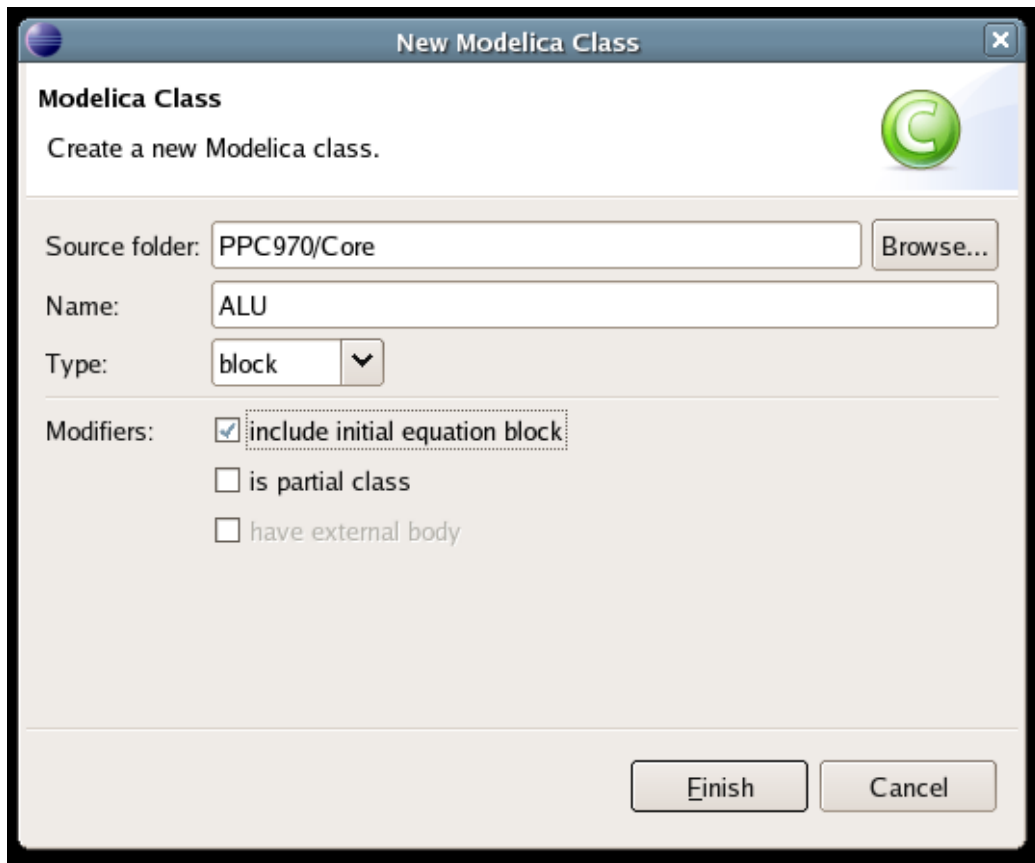 New Modelica Class
Modelica Class
Create a new Modelica class.
Source folder: PPC970/Core Browse...
Name: ALU
Type: block
Modifiers: include initial equation block
is partial class
have external body
Finish Cancel